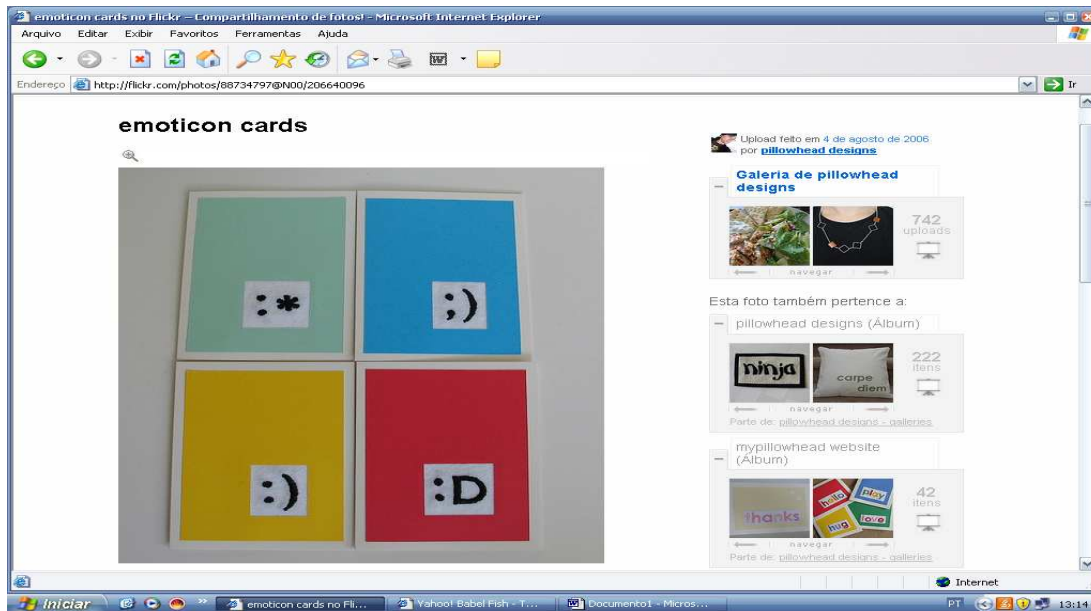 emoticon cards no Flickr – Compartilhamento de fotos! - Microsoft Internet Explorer
Arquivo Editar Exibir Favoritos Ferramentas Ajuda
Endereço http://flickr.com/photos/88734797@N00/206640096 Ir
emoticon cards
:*
;)
:)
:D
Upload feito em 4 de agosto de 2006
por pillowhead designs
Galeria de pillowhead
designs
742
uploads
navegar
Esta foto também pertence a:
pillowhead designs (Álbum)
ninja
carpe
diem
222
itens
navegar
Parte de: pillowhead designs - galleries
mypillowhead website
(Álbum)
thanks
hello
play
hug
love
42
itens
navegar
Parte de: pillowhead designs - galleries
Internet
Iniciar
emoticon cards no Fli...
Yahoo! Babel Fish - T...
Documento1 - Micros...
PT
13:14